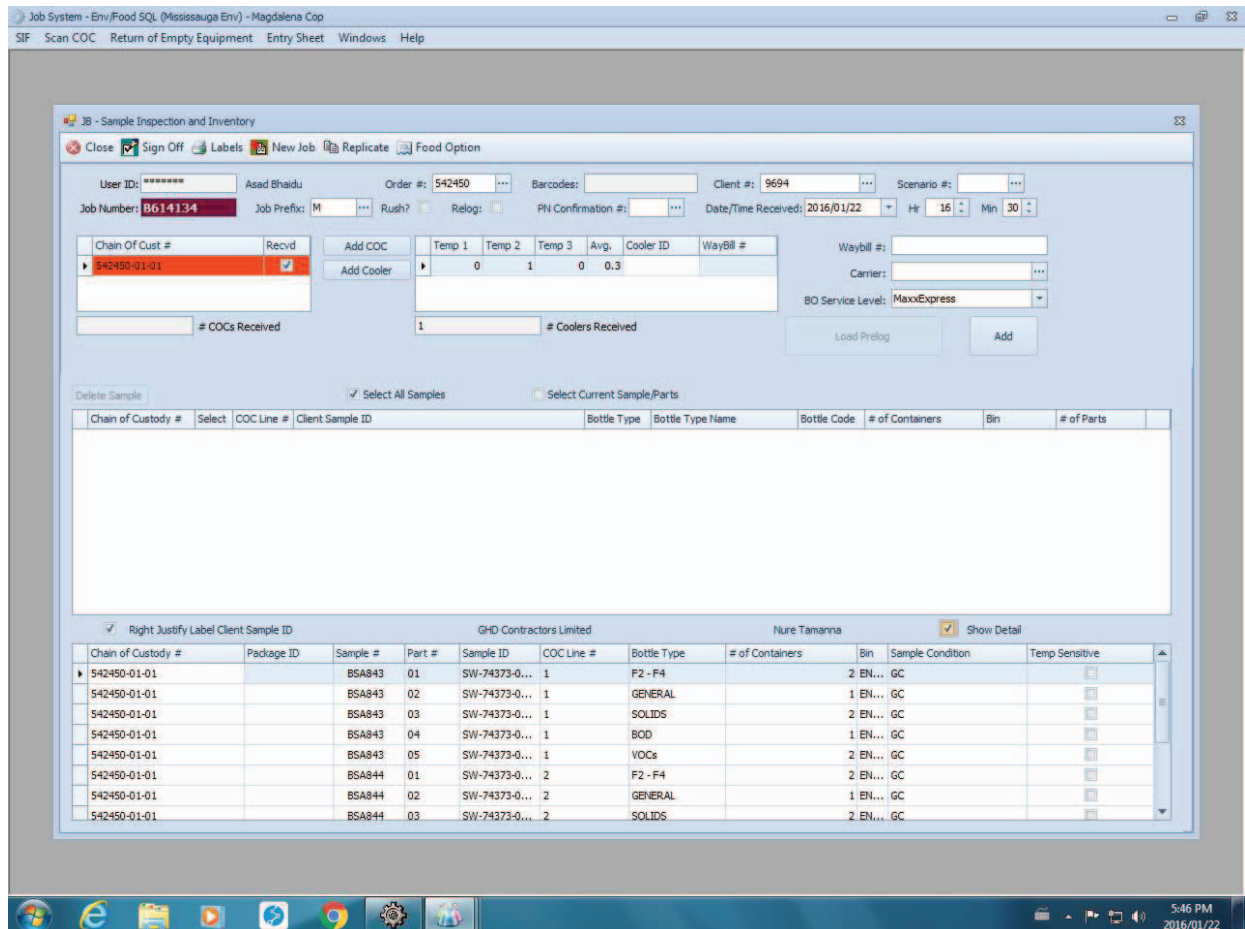 Job System - Env/Food SQL (Mississauga Env) - Magdalena Cop
SIF Scan COC Return of Empty Equipment Entry Sheet Windows Help
JB - Sample Inspection and Inventory
Close Sign Off Labels New Job Replicate Food Option
User ID: ******* Asad Bhaidu Order #: 542450 ... Barcodes: Client #: 9694 ... Scenario #: ...
Job Number: B614134 Job Prefix: M ... Rush? Relog: PN Confirmation #: ... Date/Time Received: 2016/01/22 Hr 16 Min 30
Chain Of Cust # Recvd Add COC Temp 1 Temp 2 Temp 3 Avg. Cooler ID WayBill # Waybill #:
542450-01-01 Add Cooler 0 1 0 0.3 Carrier: ...
BO Service Level: MaxxExpress
# COCs Received 1 # Coolers Received Load Prelog Add
Delete Sample Select All Samples Select Current Sample/Parts
Chain of Custody # Select COC Line # Client Sample ID Bottle Type Bottle Type Name Bottle Code # of Containers Bin # of Parts
Right Justify Label Client Sample ID GHD Contractors Limited Nure Tamanna Show Detail
Chain of Custody # Package ID Sample # Part # Sample ID COC Line # Bottle Type # of Containers Bin Sample Condition Temp Sensitive
542450-01-01 BSA843 01 SW-74373-0... 1 F2 - F4 2 EN... GC
542450-01-01 BSA843 02 SW-74373-0... 1 GENERAL 1 EN... GC
542450-01-01 BSA843 03 SW-74373-0... 1 SOLIDS 2 EN... GC
542450-01-01 BSA843 04 SW-74373-0... 1 BOD 1 EN... GC
542450-01-01 BSA843 05 SW-74373-0... 1 VOCs 2 EN... GC
542450-01-01 BSA844 01 SW-74373-0... 2 F2 - F4 2 EN... GC
542450-01-01 BSA844 02 SW-74373-0... 2 GENERAL 1 EN... GC
542450-01-01 BSA844 03 SW-74373-0... 2 SOLIDS 2 EN... GC
5:46 PM
2016/01/22